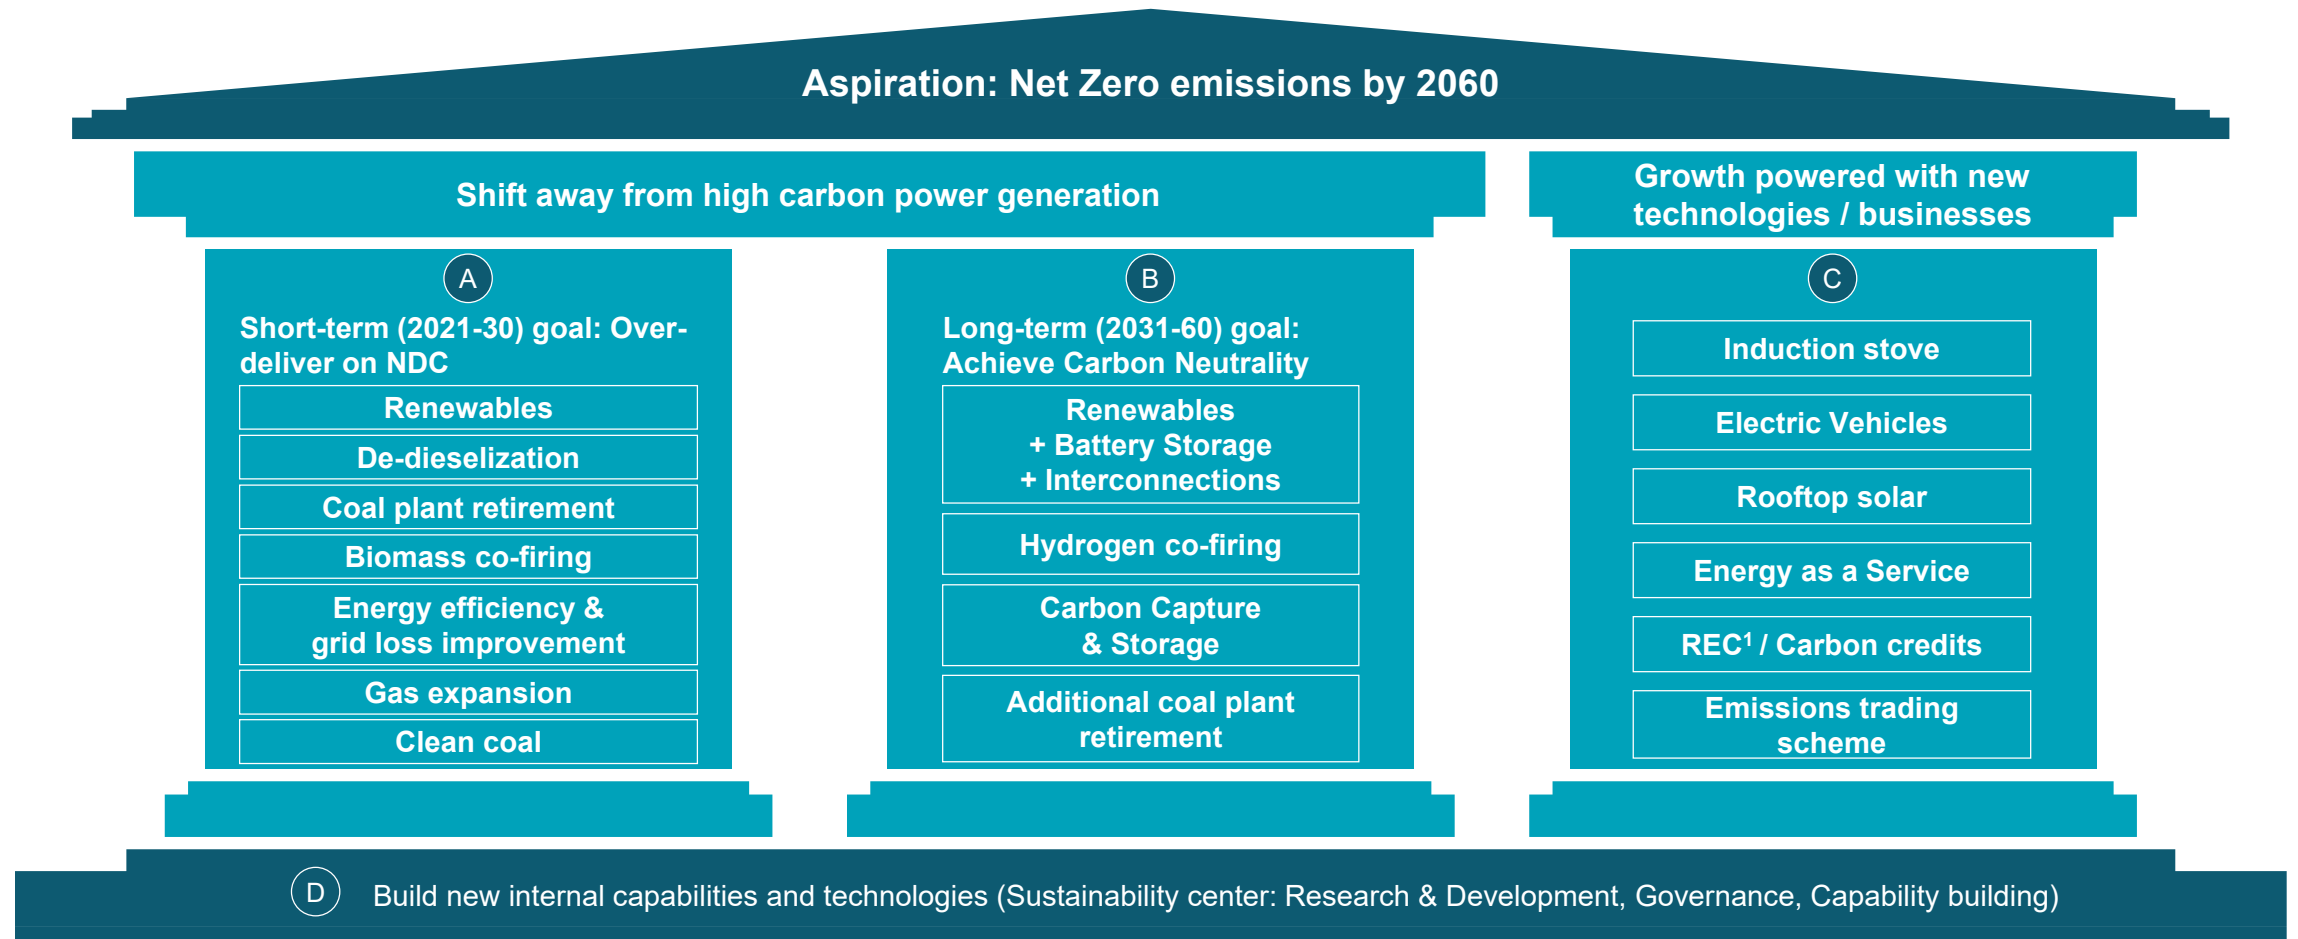 Aspiration: Net Zero emissions by 2060
Shift away from high carbon power generation
Growth powered with new
technologies / businesses
A
Short-term (2021-30) goal: Over-
deliver on NDC
Renewables
De-dieselization
Coal plant retirement
Biomass co-firing
Energy efficiency &
grid loss improvement
Gas expansion
Clean coal
B
Long-term (2031-60) goal:
Achieve Carbon Neutrality
Renewables
+ Battery Storage
+ Interconnections
Hydrogen co-firing
Carbon Capture
& Storage
Additional coal plant
retirement
C
Induction stove
Electric Vehicles
Rooftop solar
Energy as a Service
REC¹ / Carbon credits
Emissions trading
scheme
D Build new internal capabilities and technologies (Sustainability center: Research & Development, Governance, Capability building)